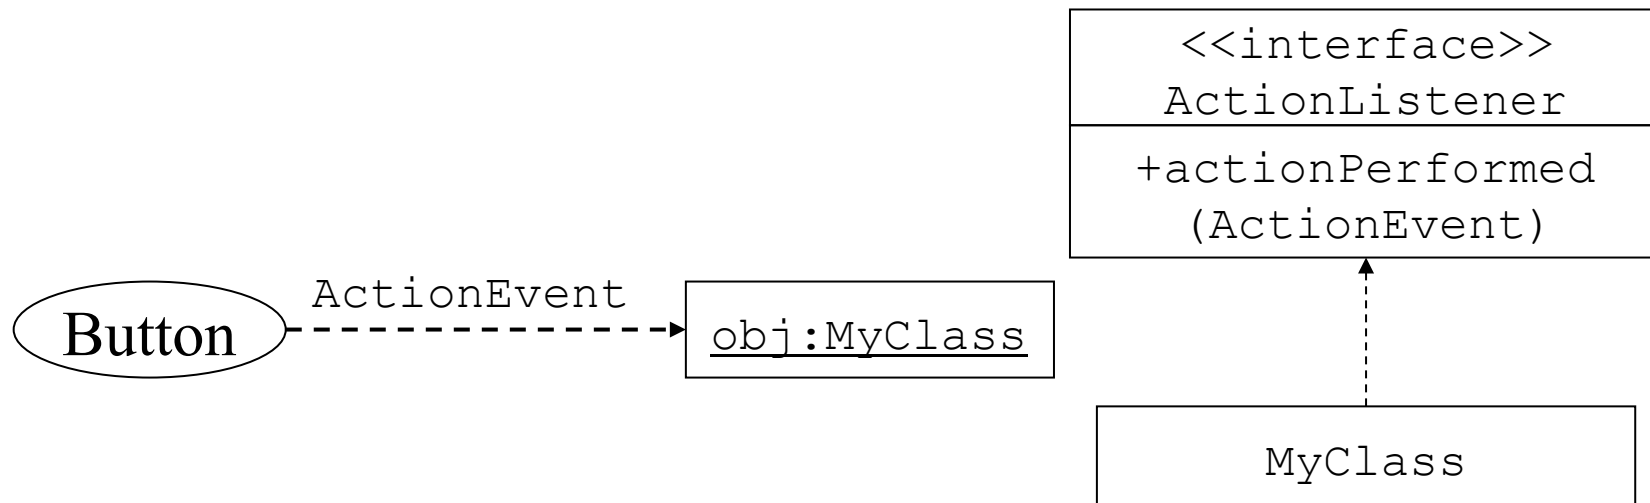 <<interface>>
ActionListener
+actionPerformed
(ActionEvent)
ActionEvent
Button
obj:MyClass
MyClass